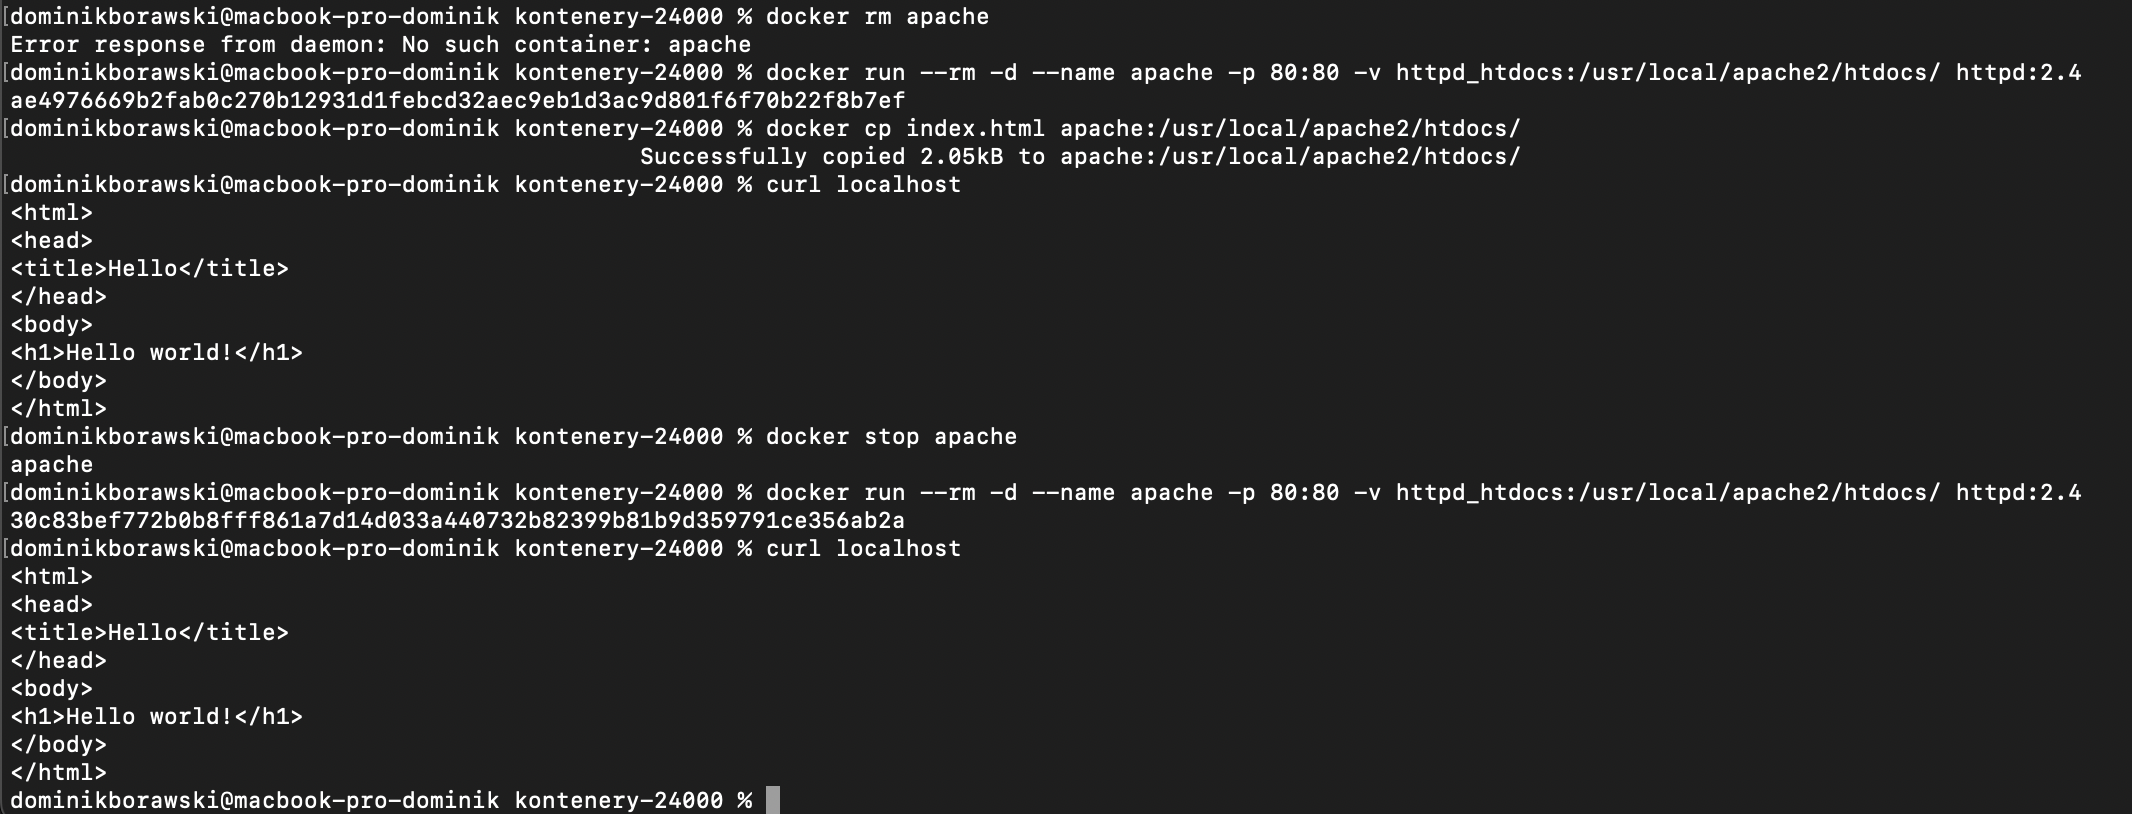 [dominikborawski@macbook-pro-dominik kontenery-24000 % docker rm apache
Error response from daemon: No such container: apache
[dominikborawski@macbook-pro-dominik kontenery-24000 % docker run --rm -d --name apache -p 80:80 -v httpd_htdocs:/usr/local/apache2/htdocs/ httpd:2.4
ae4976669b2fab0c270b12931d1febcd32aec9eb1d3ac9d801f6f70b22f8b7ef
[dominikborawski@macbook-pro-dominik kontenery-24000 % docker cp index.html apache:/usr/local/apache2/htdocs/
Successfully copied 2.05kB to apache:/usr/local/apache2/htdocs/
[dominikborawski@macbook-pro-dominik kontenery-24000 % curl localhost
<html>
<head>
<title>Hello</title>
</head>
<body>
<h1>Hello world!</h1>
</body>
</html>
[dominikborawski@macbook-pro-dominik kontenery-24000 % docker stop apache
apache
[dominikborawski@macbook-pro-dominik kontenery-24000 % docker run --rm -d --name apache -p 80:80 -v httpd_htdocs:/usr/local/apache2/htdocs/ httpd:2.4
30c83bef772b0b8fff861a7d14d033a440732b82399b81b9d359791ce356ab2a
[dominikborawski@macbook-pro-dominik kontenery-24000 % curl localhost
<html>
<head>
<title>Hello</title>
</head>
<body>
<h1>Hello world!</h1>
</body>
</html>
dominikborawski@macbook-pro-dominik kontenery-24000 %